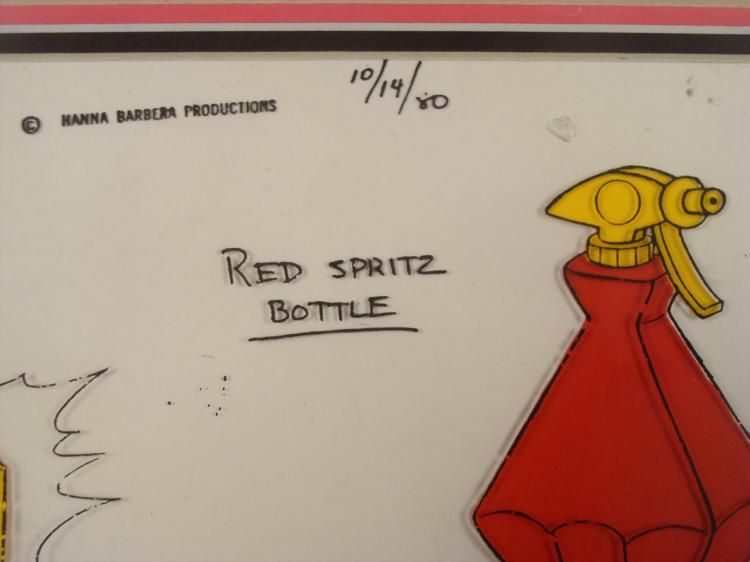 © HANNA BARBERA PRODUCTIONS
10/14/80
RED SPRITZ
BOTTLE